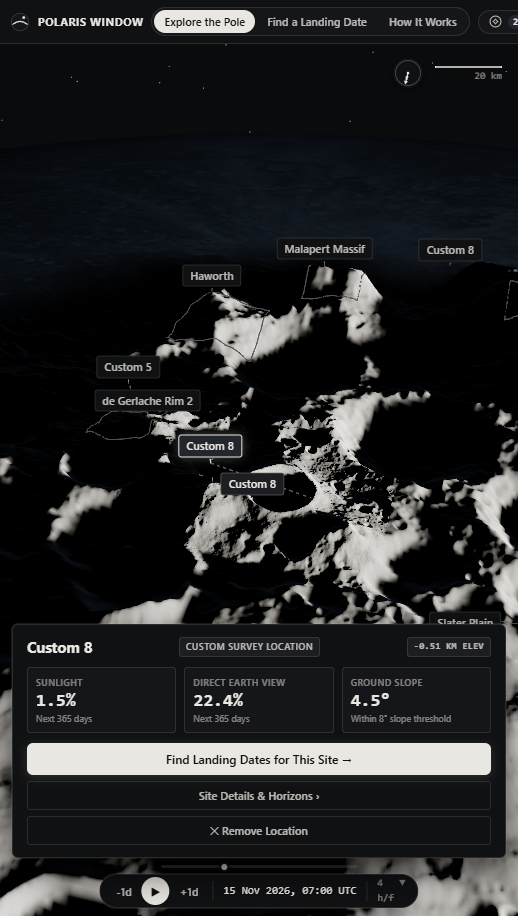 POLARIS WINDOW
Explore the Pole
Find a Landing Date
How It Works
2
20 km
Malapert Massif
Custom 8
Haworth
Custom 5
de Gerlache Rim 2
Custom 8
Custom 8
Slater Plain
Custom 8
CUSTOM SURVEY LOCATION
-0.51 KM ELEV
SUNLIGHT
1.5%
Next 365 days
DIRECT EARTH VIEW
22.4%
Next 365 days
GROUND SLOPE
4.5°
Within 8° slope threshold
Find Landing Dates for This Site →
Site Details & Horizons ›
✕ Remove Location
-1d
+1d
15 Nov 2026, 07:00 UTC
4
h/f